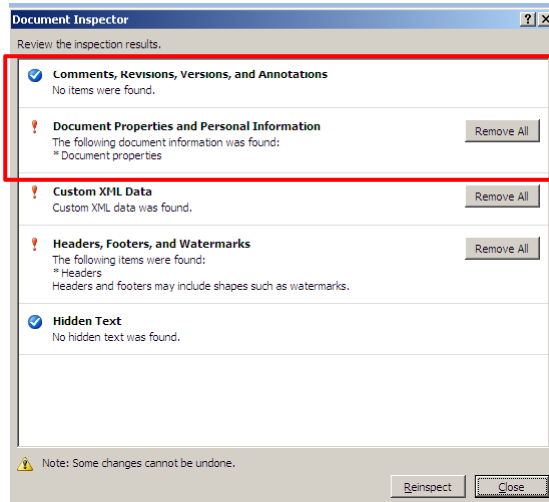 Document Inspector
Review the inspection results.
Comments, Revisions, Versions, and Annotations
No items were found.
Document Properties and Personal Information
Remove All
The following document information was found:
* Document properties
Custom XML Data
Remove All
Custom XML data was found.
Headers, Footers, and Watermarks
Remove All
The following items were found:
* Headers
Headers and footers may include shapes such as watermarks.
Hidden Text
No hidden text was found.
Note: Some changes cannot be undone.
Reinspect Close